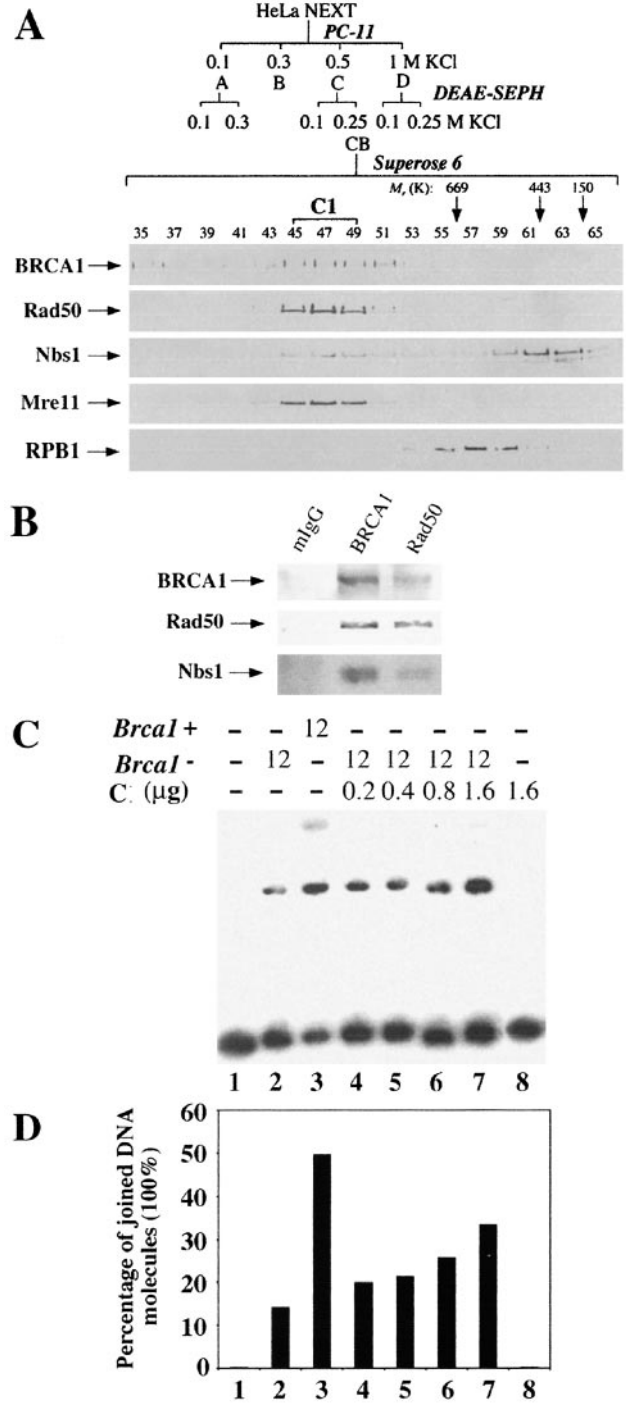 A
HeLa NEXT
PC-11
0.1 0.3 0.5 1 M KCl
A B C D DEAE-SEPH
0.1 0.3 0.1 0.25 0.1 0.25 M KCl
CB
Superose 6
Mr (K): 669 443 150
C1
35 37 39 41 43 45 47 49 51 53 55 57 59 61 63 65
BRCA1
Rad50
Nbs1
Mre11
RPB1
B
mIgG BRCA1 Rad50
BRCA1
Rad50
Nbs1
C
Brca1 + – – 12 – – – – –
Brca1 - – 12 – 12 12 12 12 –
C (μg) – – – 0.2 0.4 0.8 1.6 1.6
1 2 3 4 5 6 7 8
D
Percentage of joined DNA
molecules (100%)
60
50
40
30
20
10
0
1 2 3 4 5 6 7 8